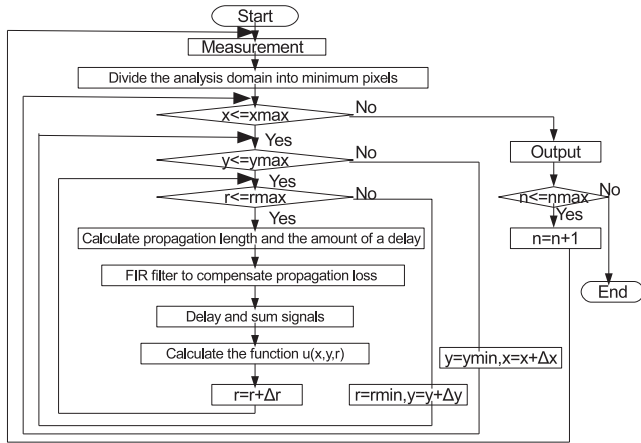 Start
Measurement
Divide the analysis domain into minimum pixels
x<=xmax
No
Yes
y<=ymax
No
Yes
r<=rmax
No
Yes
Calculate propagation length and the amount of a delay
FIR filter to compensate propagation loss
Delay and sum signals
Calculate the function u(x,y,r)
r=r+Δr
r=rmin,y=y+Δy
y=ymin,x=x+Δx
Output
n<=nmax
No
Yes
n=n+1
End